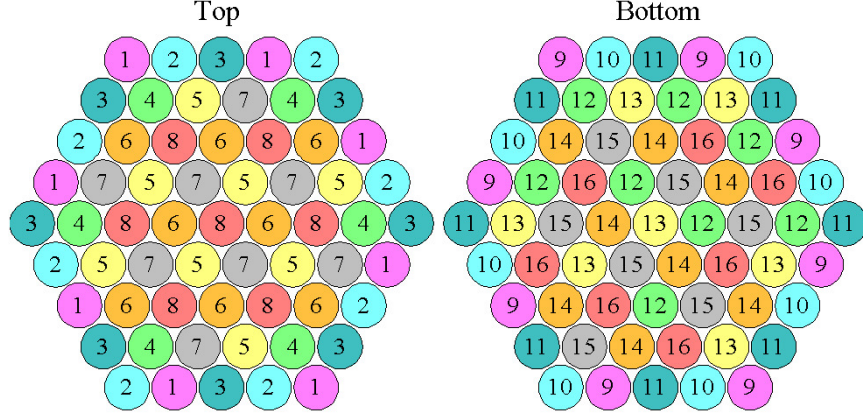 Top Bottom
1 2 3 1 2 9 10 11 9 10
3 4 5 7 4 3 11 12 13 12 13 11
2 6 8 6 8 6 1 10 14 15 14 16 12 9
1 7 5 7 5 7 5 2 9 12 16 12 15 14 16 10
3 4 8 6 8 6 8 4 3 11 13 15 14 13 12 15 12 11
2 5 7 5 7 5 7 1 10 16 13 15 14 16 13 9
1 6 8 6 8 6 2 9 14 16 12 15 14 10
3 4 7 5 4 3 11 15 14 16 13 11
2 1 3 2 1 10 9 11 10 9